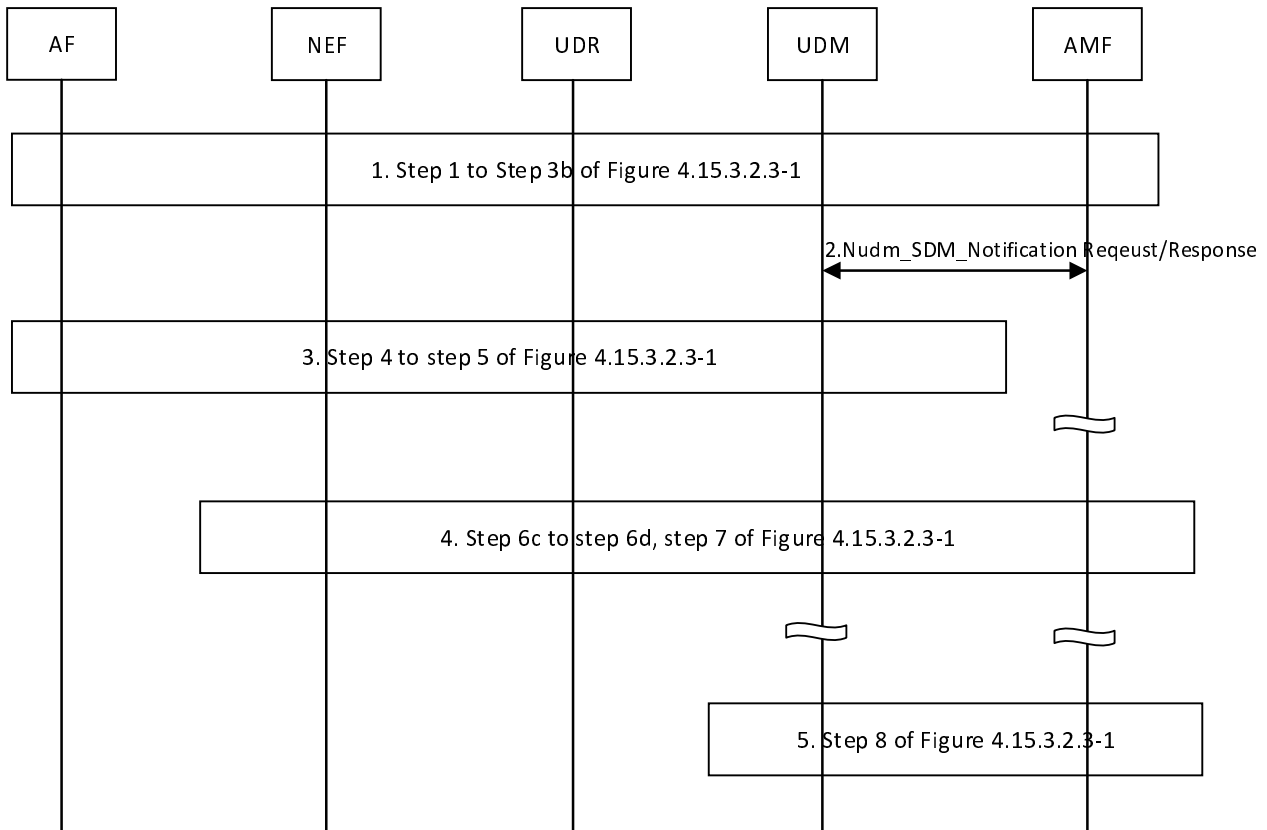 AF
NEF
UDR
UDM
AMF
1. Step 1 to Step 3b of Figure 4.15.3.2.3-1
2.Nudm_SDM_Notification Reqeust/Response
3. Step 4 to step 5 of Figure 4.15.3.2.3-1
4. Step 6c to step 6d, step 7 of Figure 4.15.3.2.3-1
5. Step 8 of Figure 4.15.3.2.3-1